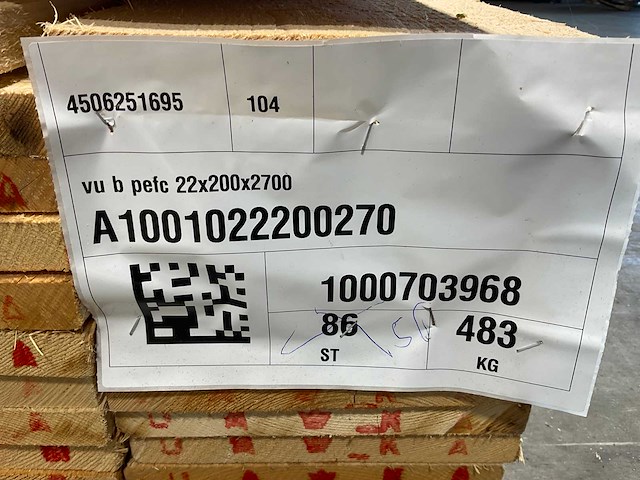 4506251695 104
vu b pefc 22x200x2700
A1001022200270
1000703968
86 483
ST KG